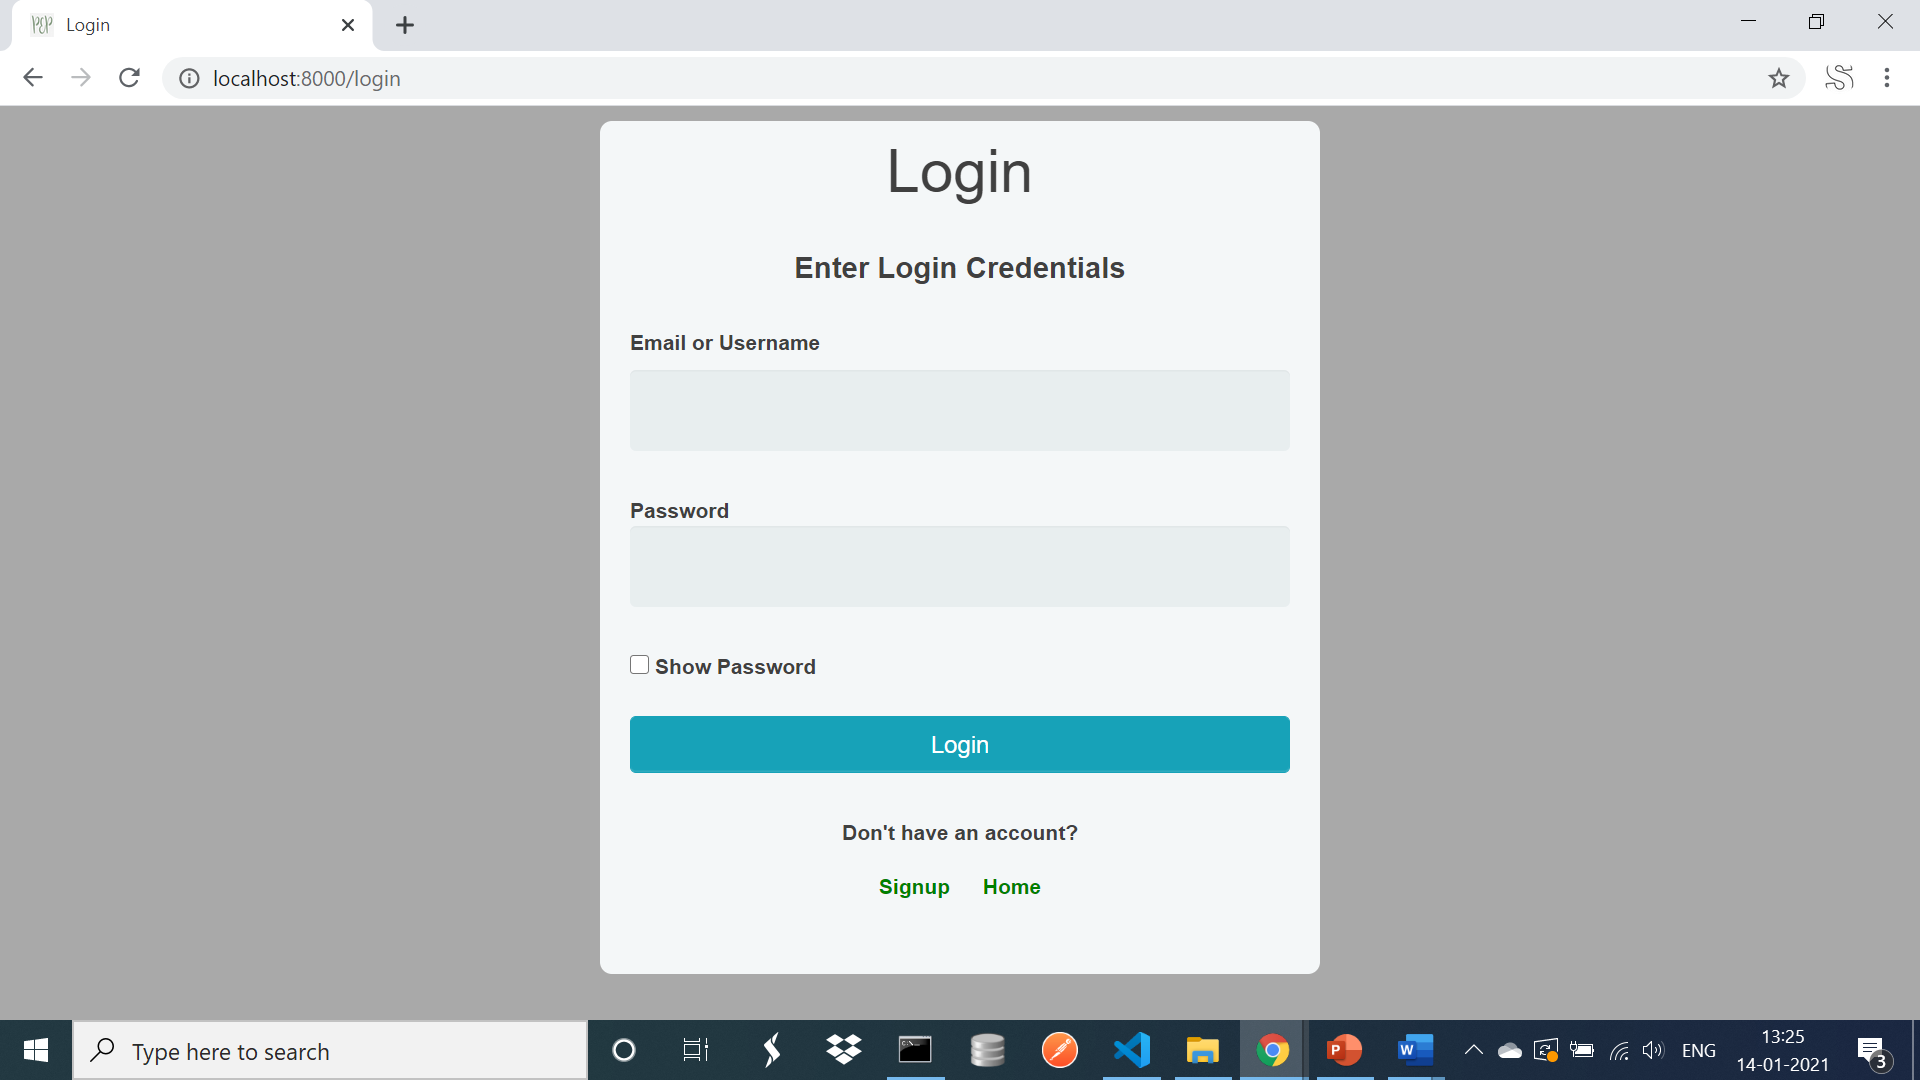 Login
localhost:8000/login
Login
Enter Login Credentials
Email or Username
Password
Show Password
Login
Don't have an account?
Signup Home
Type here to search
C:\_
P
W
ENG
13:25
14-01-2021
3